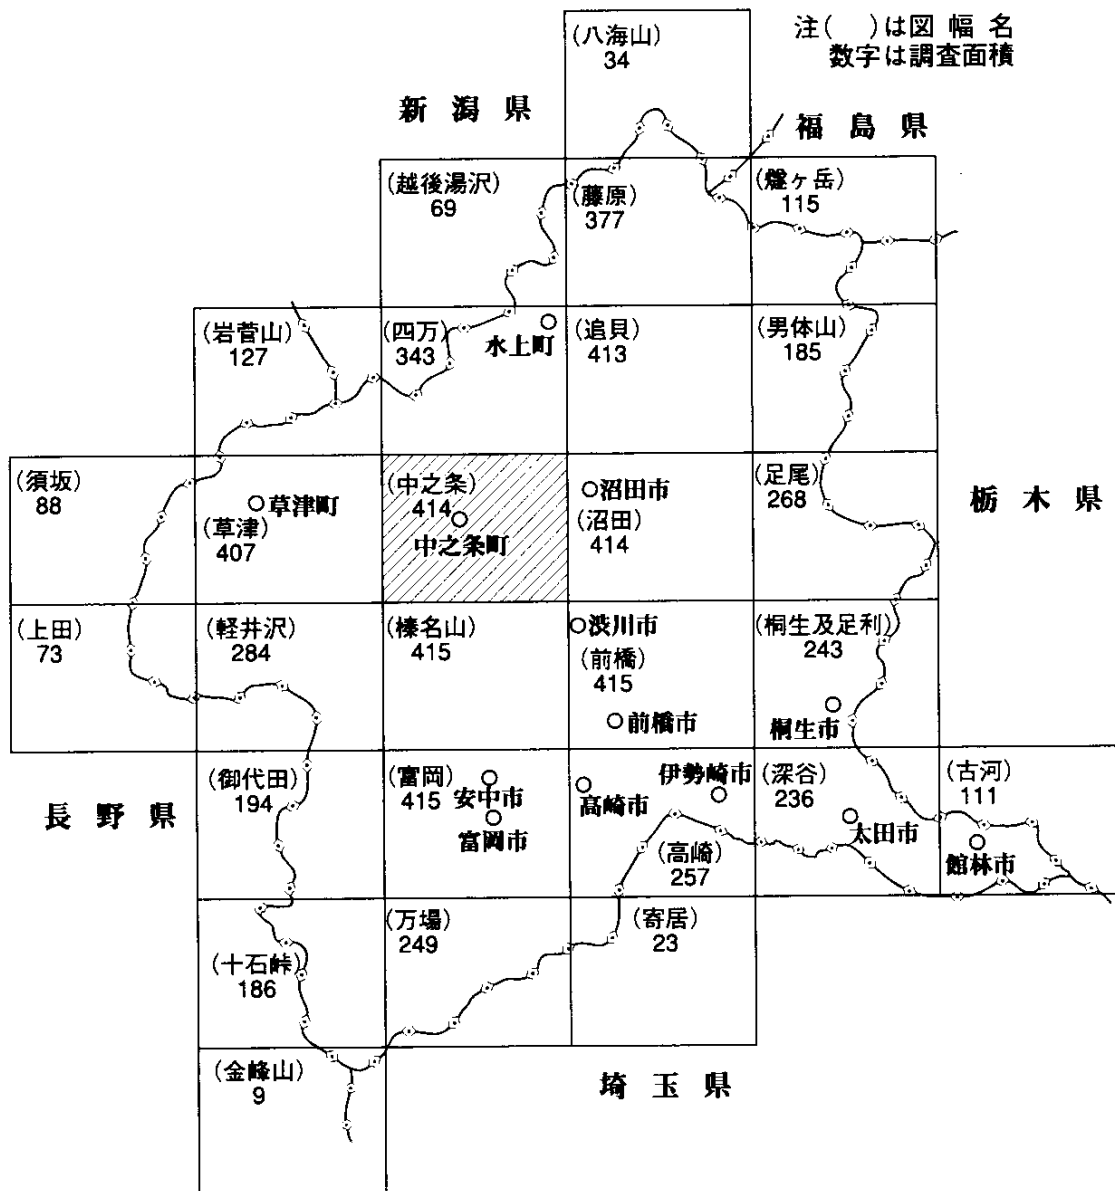 注( )は図幅名
数字は調査面積
(八海山)
34
新潟県
福島県
(越後湯沢)
69
(藤原)
377
(燧ヶ岳)
115
(岩菅山)
127
(四万)
343
水上町
(追貝)
413
(男体山)
185
(須坂)
88
草津町
(草津)
407
(中之条)
414
中之条町
沼田市
(沼田)
414
(足尾)
268
栃木県
(上田)
73
(軽井沢)
284
(榛名山)
415
渋川市
(前橋)
415
前橋市
(桐生及足利)
243
桐生市
長野県
(御代田)
194
(富岡)
415
安中市
富岡市
高崎市
伊勢崎市
(高崎)
257
(深谷)
236
太田市
(古河)
111
館林市
(十石峠)
186
(万場)
249
(寄居)
23
(金峰山)
9
埼玉県